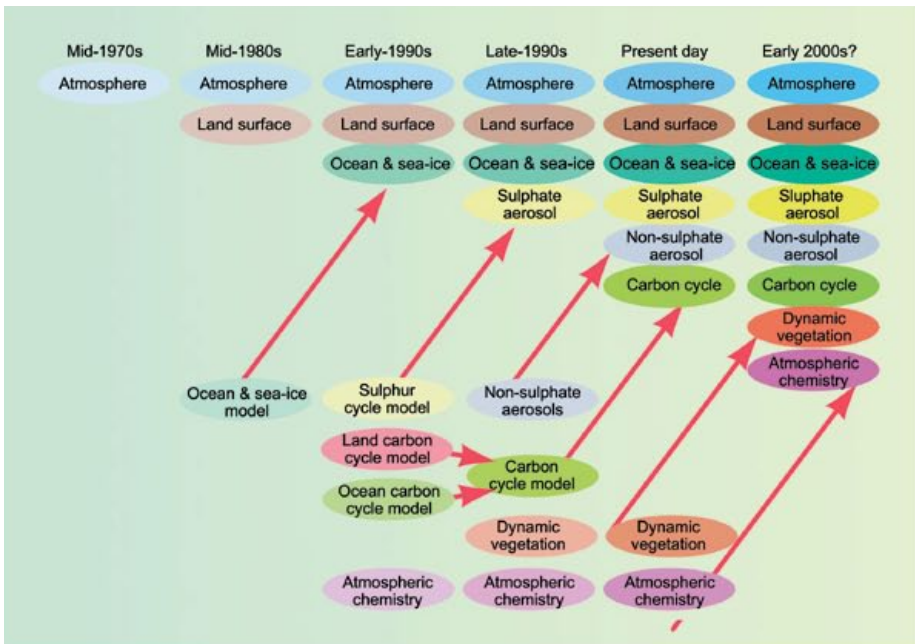 Mid-1970s
Mid-1980s
Early-1990s
Late-1990s
Present day
Early 2000s?
Atmosphere
Atmosphere
Atmosphere
Atmosphere
Atmosphere
Atmosphere
Land surface
Land surface
Land surface
Land surface
Land surface
Ocean & sea-ice
Ocean & sea-ice
Ocean & sea-ice
Ocean & sea-ice
Sulphate
aerosol
Sulphate
aerosol
Sluphate
aerosol
Non-sulphate
aerosol
Non-sulphate
aerosol
Carbon cycle
Carbon cycle
Dynamic
vegetation
Atmospheric
chemistry
Ocean & sea-ice
model
Sulphur
cycle model
Non-sulphate
aerosols
Land carbon
cycle model
Carbon
cycle model
Ocean carbon
cycle model
Dynamic
vegetation
Dynamic
vegetation
Atmospheric
chemistry
Atmospheric
chemistry
Atmospheric
chemistry